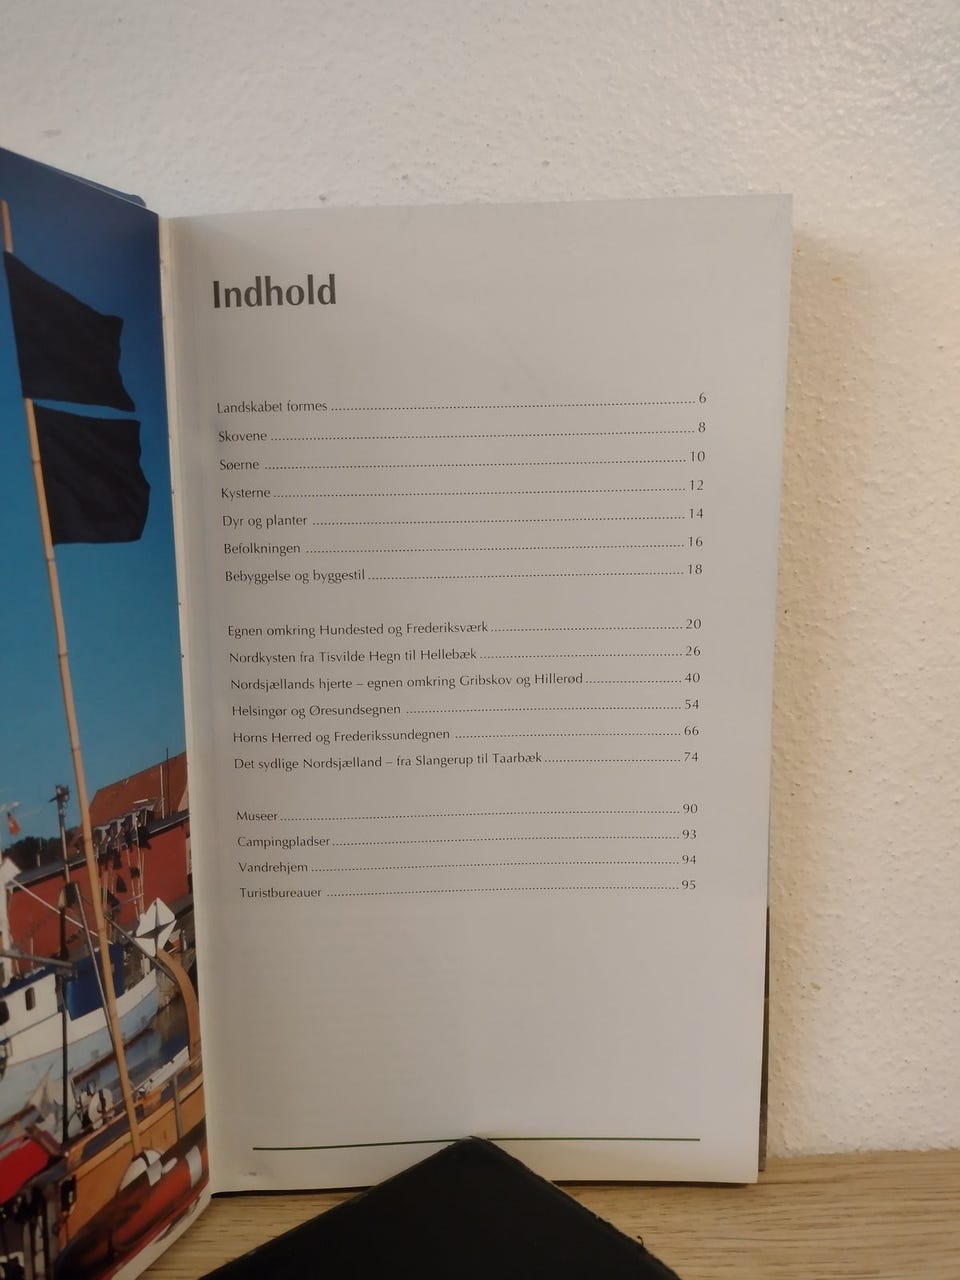 Indhold
Landskabet formes 6
Skovene 8
Søerne 10
Kysterne 12
Dyr og planter 14
Befolkningen 16
Bebyggelse og byggestil 18
Egnen omkring Hundested og Frederiksværk 20
Nordkysten fra Tisvilde Hegn til Hellebæk 26
Nordsjællands hjerte – egnen omkring Gribskov og Hillerød 40
Helsingør og Øresundsegnen 54
Horns Herred og Frederikssundegnen 66
Det sydlige Nordsjælland – fra Slangerup til Taarbæk 74
Museer 90
Campingpladser 93
Vandrehjem 94
Turistbureauer 95